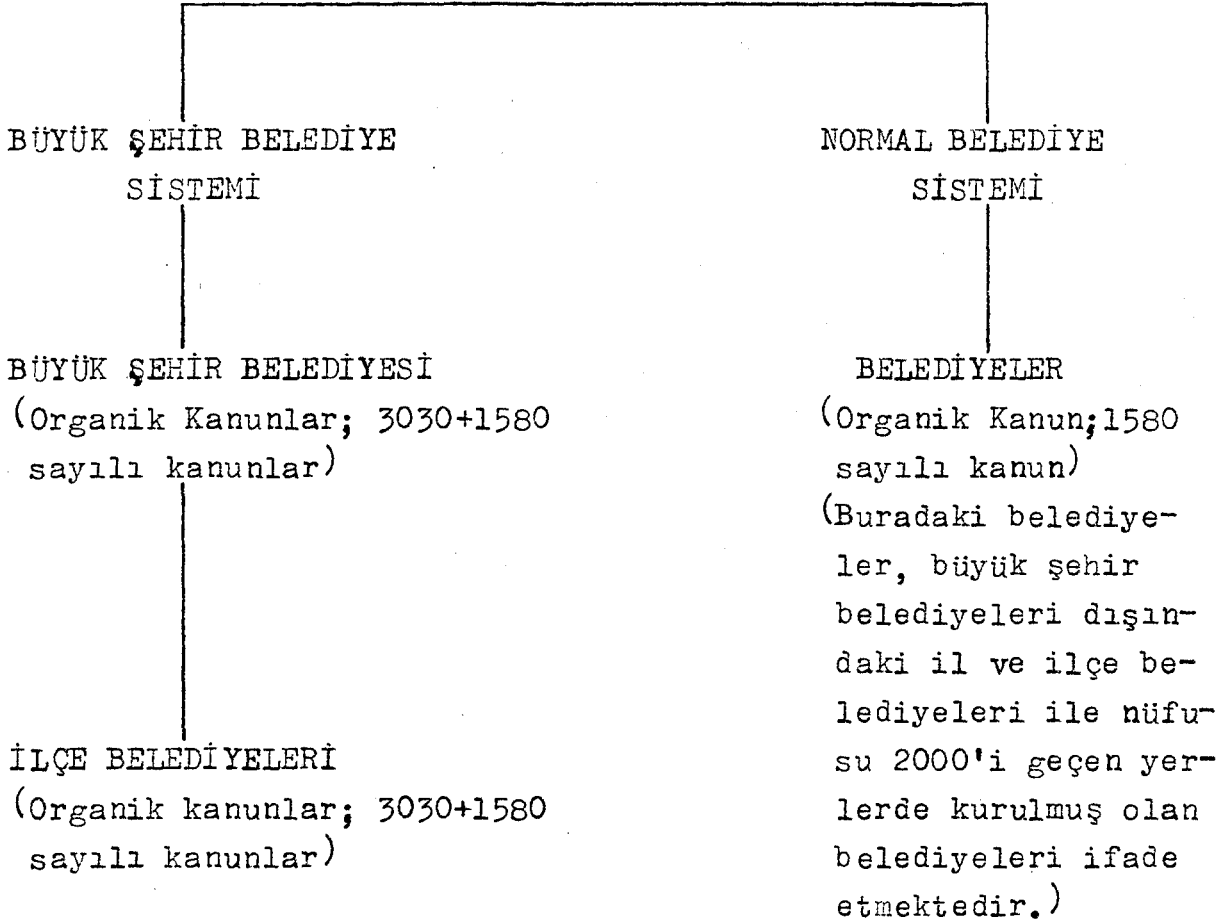 BÜYÜK ŞEHİR BELEDİYE
SİSTEMİ
BÜYÜK ŞEHİR BELEDİYESİ
(Organik Kanunlar; 3030+1580
sayılı kanunlar)
İLÇE BELEDİYELERİ
(Organik kanunlar; 3030+1580
sayılı kanunlar)
NORMAL BELEDİYE
SİSTEMİ
BELEDİYELER
(Organik Kanun;1580
sayılı kanun)
(Buradaki belediye-
ler, büyük şehir
belediyeleri dışın-
daki il ve ilçe be-
lediyeleri ile nüfu-
su 2000'i geçen yer-
lerde kurulmuş olan
belediyeleri ifade
etmektedir.)